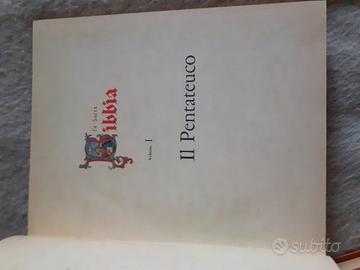 La Sacra
Bibbia
Volume I
Il Pentateuco
subito